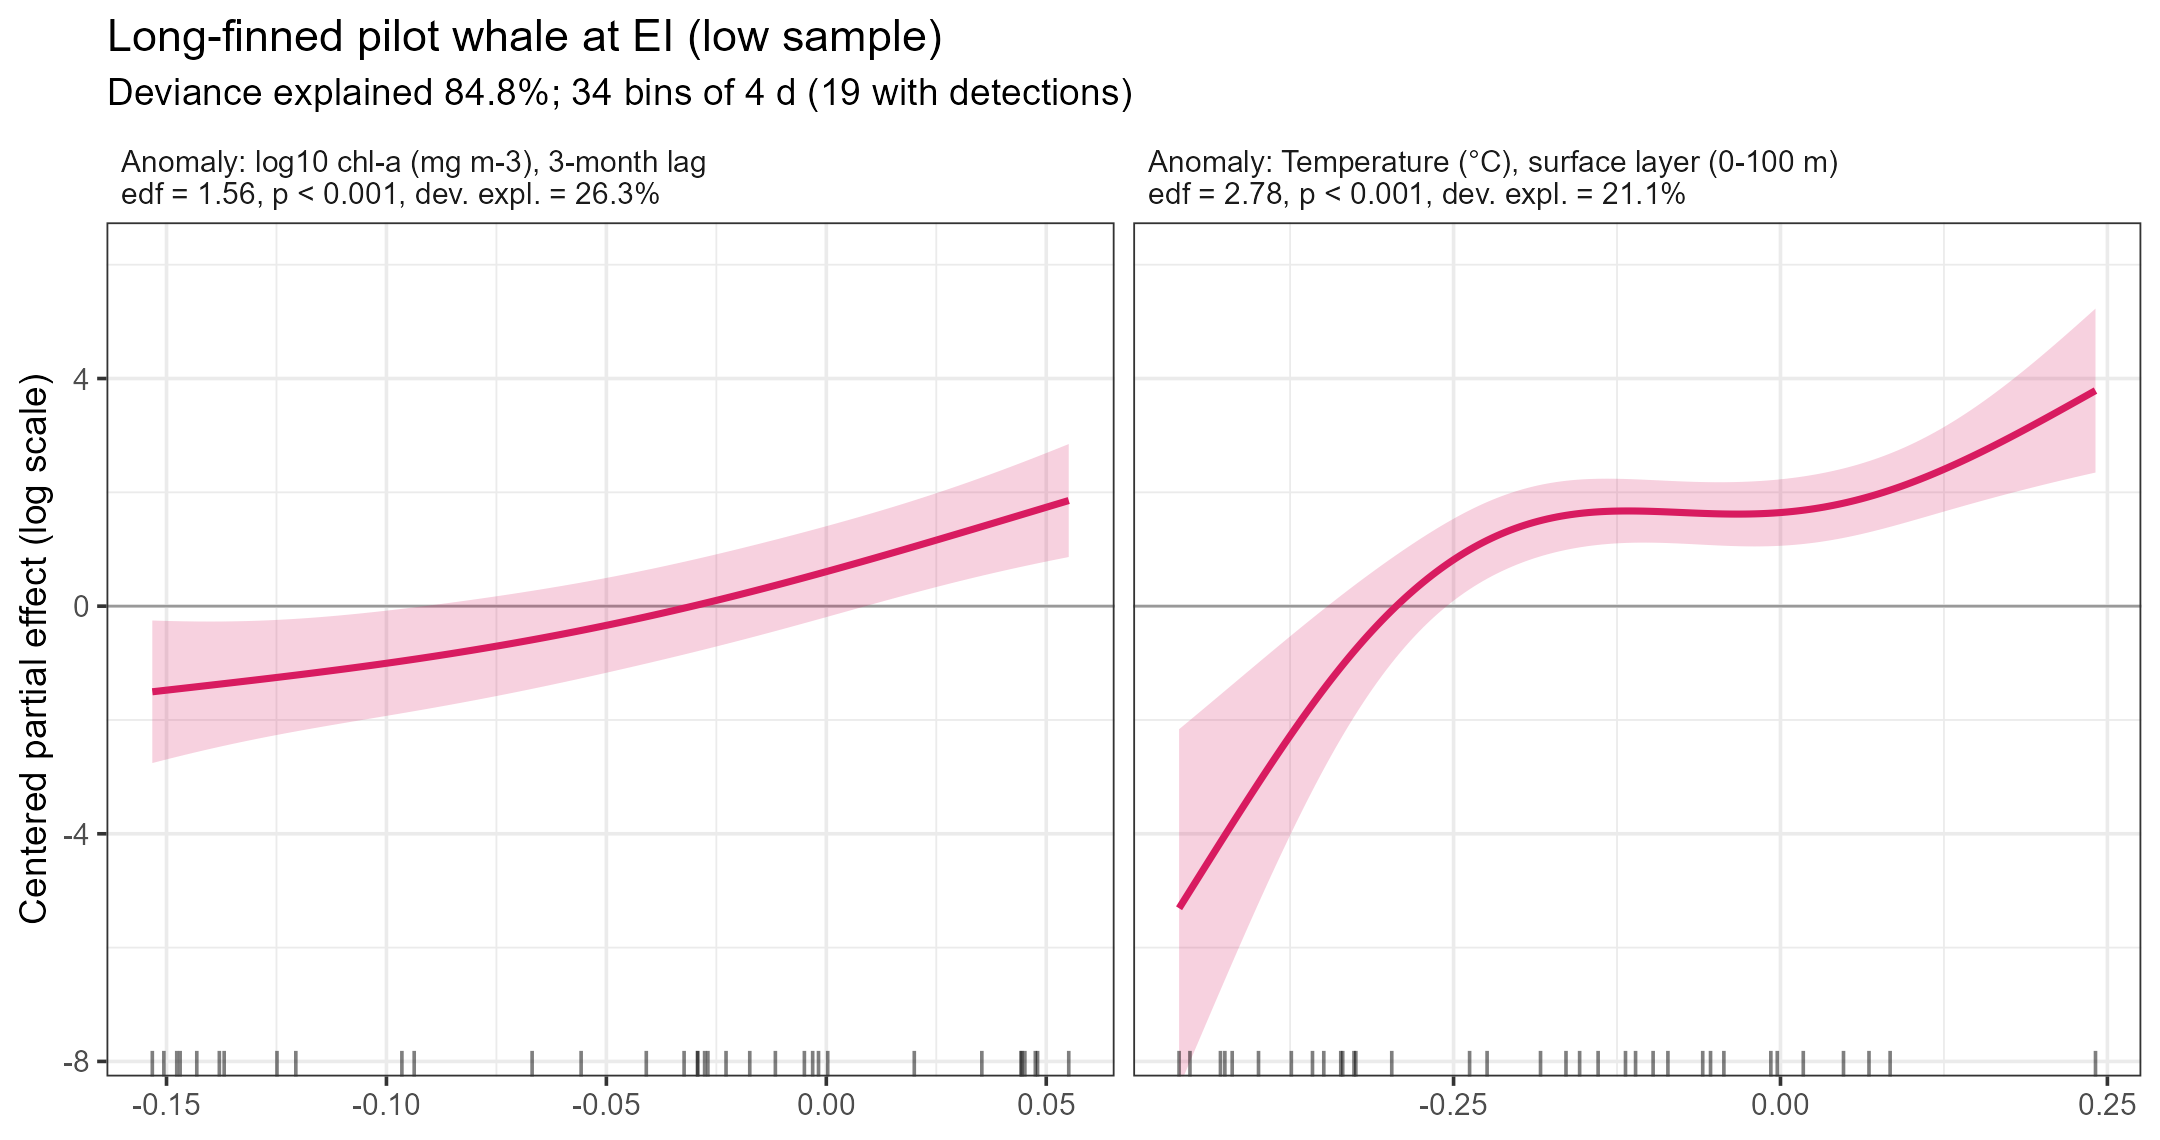 Long-finned pilot whale at EI (low sample)
Deviance explained 84.8%; 34 bins of 4 d (19 with detections)
Anomaly: log10 chl-a (mg m-3), 3-month lag
edf = 1.56, p < 0.001, dev. expl. = 26.3%
Anomaly: Temperature (°C), surface layer (0-100 m)
edf = 2.78, p < 0.001, dev. expl. = 21.1%
Centered partial effect (log scale)
4
0
-4
-8
-0.15 -0.10 -0.05 0.00 0.05
-0.25 0.00 0.25